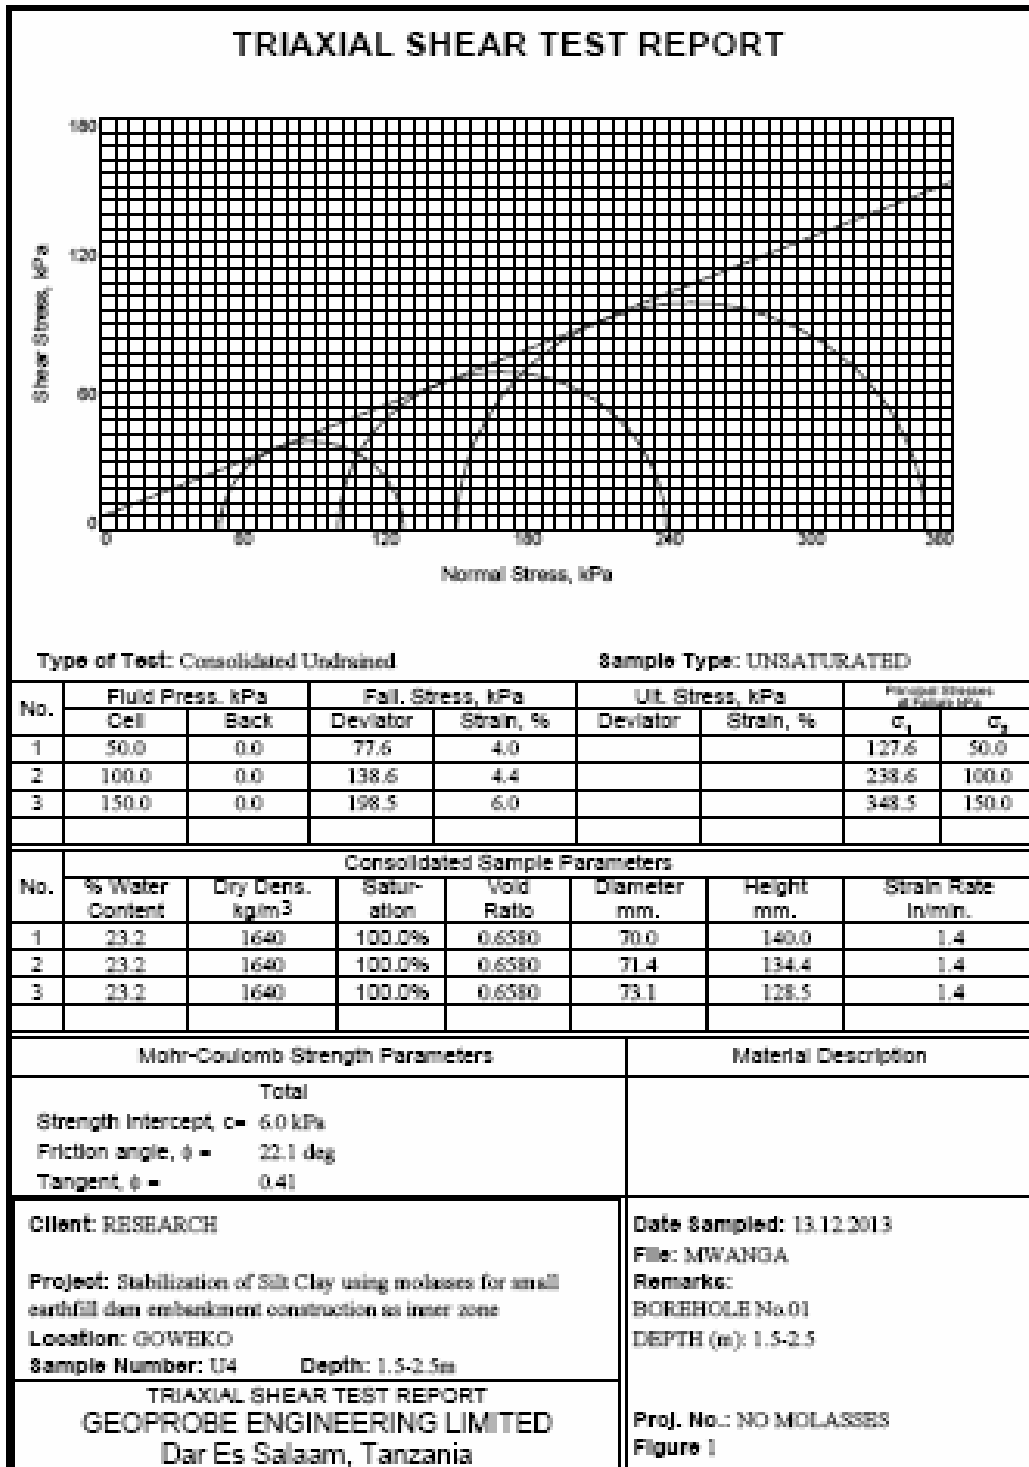 TRIAXIAL SHEAR TEST REPORT
180
120
60
0
Shear Stress, kPa
0 60 120 180 240 300 360
Normal Stress, kPa
Type of Test: Consolidated Undrained Sample Type: UNSATURATED
No. Fluid Press. kPa Fail. Stress, kPa Ult. Stress, kPa Principal Stresses at Failure kPa
Cell Back Deviator Strain, % Deviator Strain, % σ1 σ3
1 50.0 0.0 77.6 4.0 127.6 50.0
2 100.0 0.0 138.6 4.4 238.6 100.0
3 150.0 0.0 198.5 6.0 348.5 150.0
Consolidated Sample Parameters
No. % Water Content Dry Dens. kg/m3 Satur-ation Void Ratio Diameter mm. Height mm. Strain Rate in/min.
1 23.2 1640 100.0% 0.6580 70.0 140.0 1.4
2 23.2 1640 100.0% 0.6580 71.4 134.4 1.4
3 23.2 1640 100.0% 0.6580 73.1 128.5 1.4
Mohr-Coulomb Strength Parameters Material Description
Total
Strength Intercept, c= 6.0 kPa
Friction angle, ϕ = 22.1 deg
Tangent, ϕ = 0.41
Client: RESEARCH
Project: Stabilization of Silt Clay using molasses for small
earthfill dam embankment construction as inner zone
Location: GOWEKO
Sample Number: U4 Depth: 1.5-2.5m
TRIAXIAL SHEAR TEST REPORT
GEOPROBE ENGINEERING LIMITED
Dar Es Salaam, Tanzania
Date Sampled: 13.12.2013
File: MWANGA
Remarks:
BOREHOLE No.01
DEPTH (m): 1.5-2.5
Proj. No.: NO MOLASSES
Figure 1